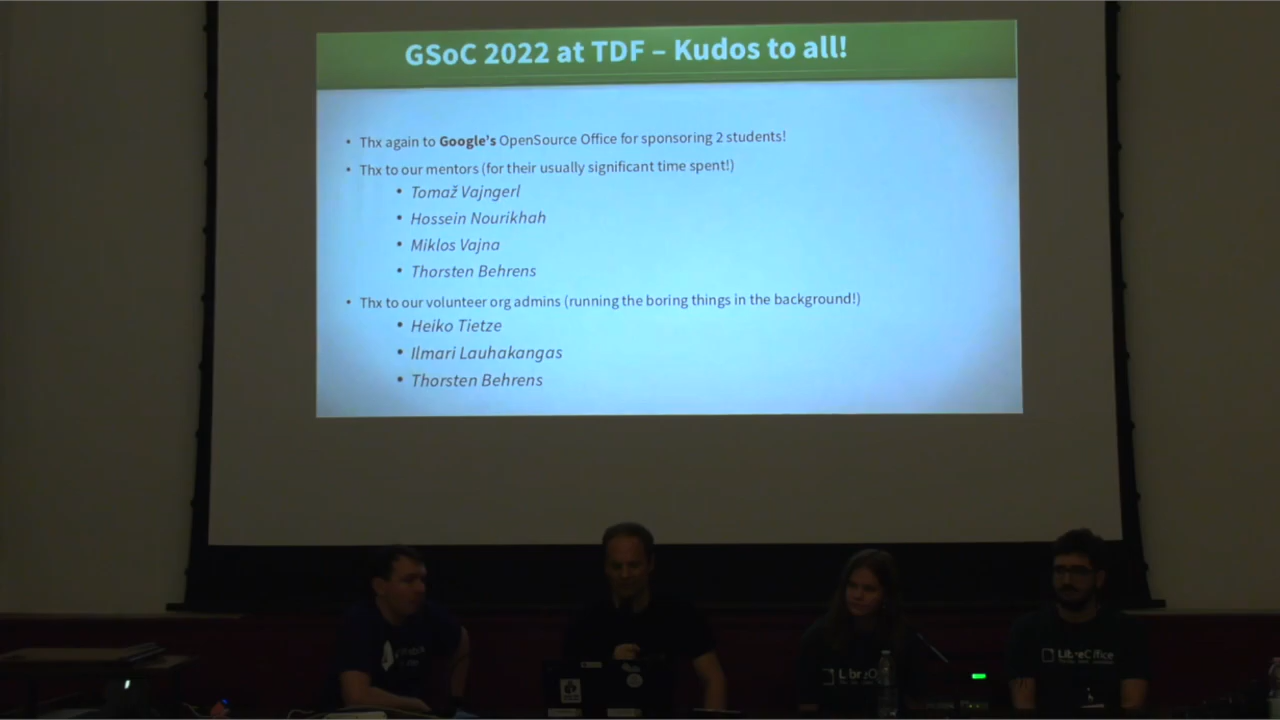 GSoC 2022 at TDF – Kudos to all!
• Thx again to Google's OpenSource Office for sponsoring 2 students!
• Thx to our mentors (for their usually significant time spent!)
• Tomaž Vajngerl
• Hossein Nourikhah
• Miklos Vajna
• Thorsten Behrens
• Thx to our volunteer org admins (running the boring things in the background!)
• Heiko Tietze
• Ilmari Lauhakangas
• Thorsten Behrens
LibreOffice